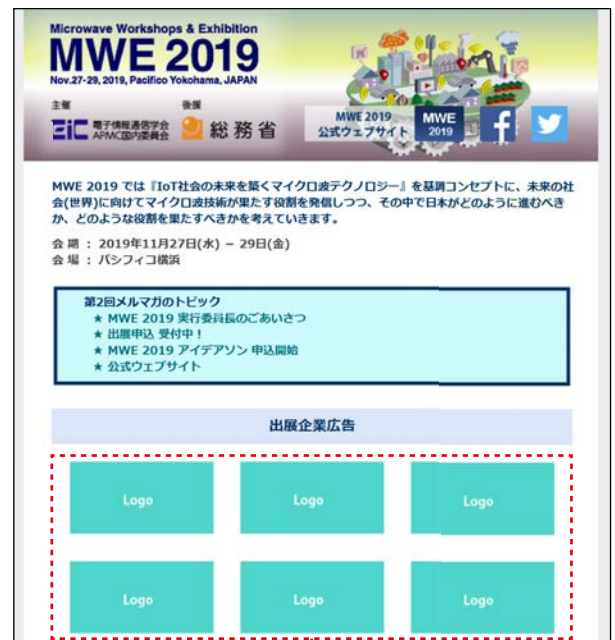 Microwave Workshops & Exhibition
MWE 2019
Nov.27-29, 2019, Pacifico Yokohama, JAPAN
主催
後援
EiC 電子情報通信学会
APMC国内委員会
総務省
MWE 2019
公式ウェブサイト
MWE
2019
f
MWE 2019 では『IoT社会の未来を築くマイクロ波テクノロジー』を基調コンセプトに、未来の社
会(世界)に向けてマイクロ波技術が果たす役割を発信しつつ、その中で日本がどのように進むべき
か、どのような役割を果たすべきかを考えていきます。
会 期 : 2019年11月27日(水) – 29日(金)
会 場 : パシフィコ横浜
第2回メルマガのトピック
★ MWE 2019 実行委員長のごあいさつ
★ 出展申込 受付中！
★ MWE 2019 アイデアソン 申込開始
★ 公式ウェブサイト
出展企業広告
Logo
Logo
Logo
Logo
Logo
Logo